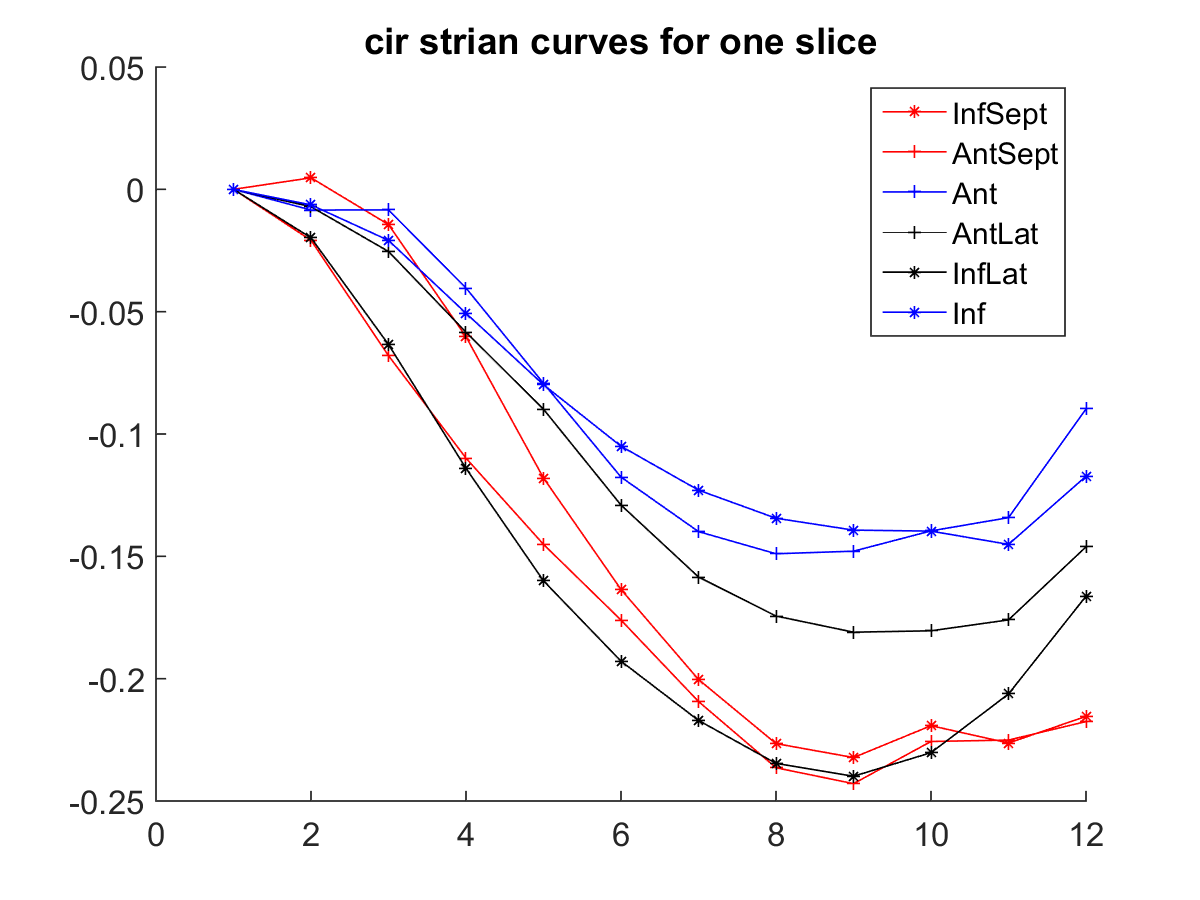 cir strian curves for one slice
0.05
0
-0.05
-0.1
-0.15
-0.2
-0.25
0 2 4 6 8 10 12
InfSept
AntSept
Ant
AntLat
InfLat
Inf